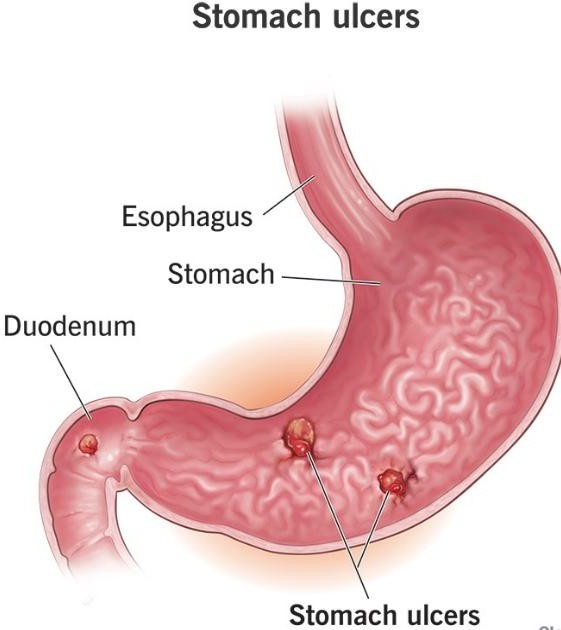 Stomach ulcers
Esophagus
Stomach
Duodenum
Stomach ulcers